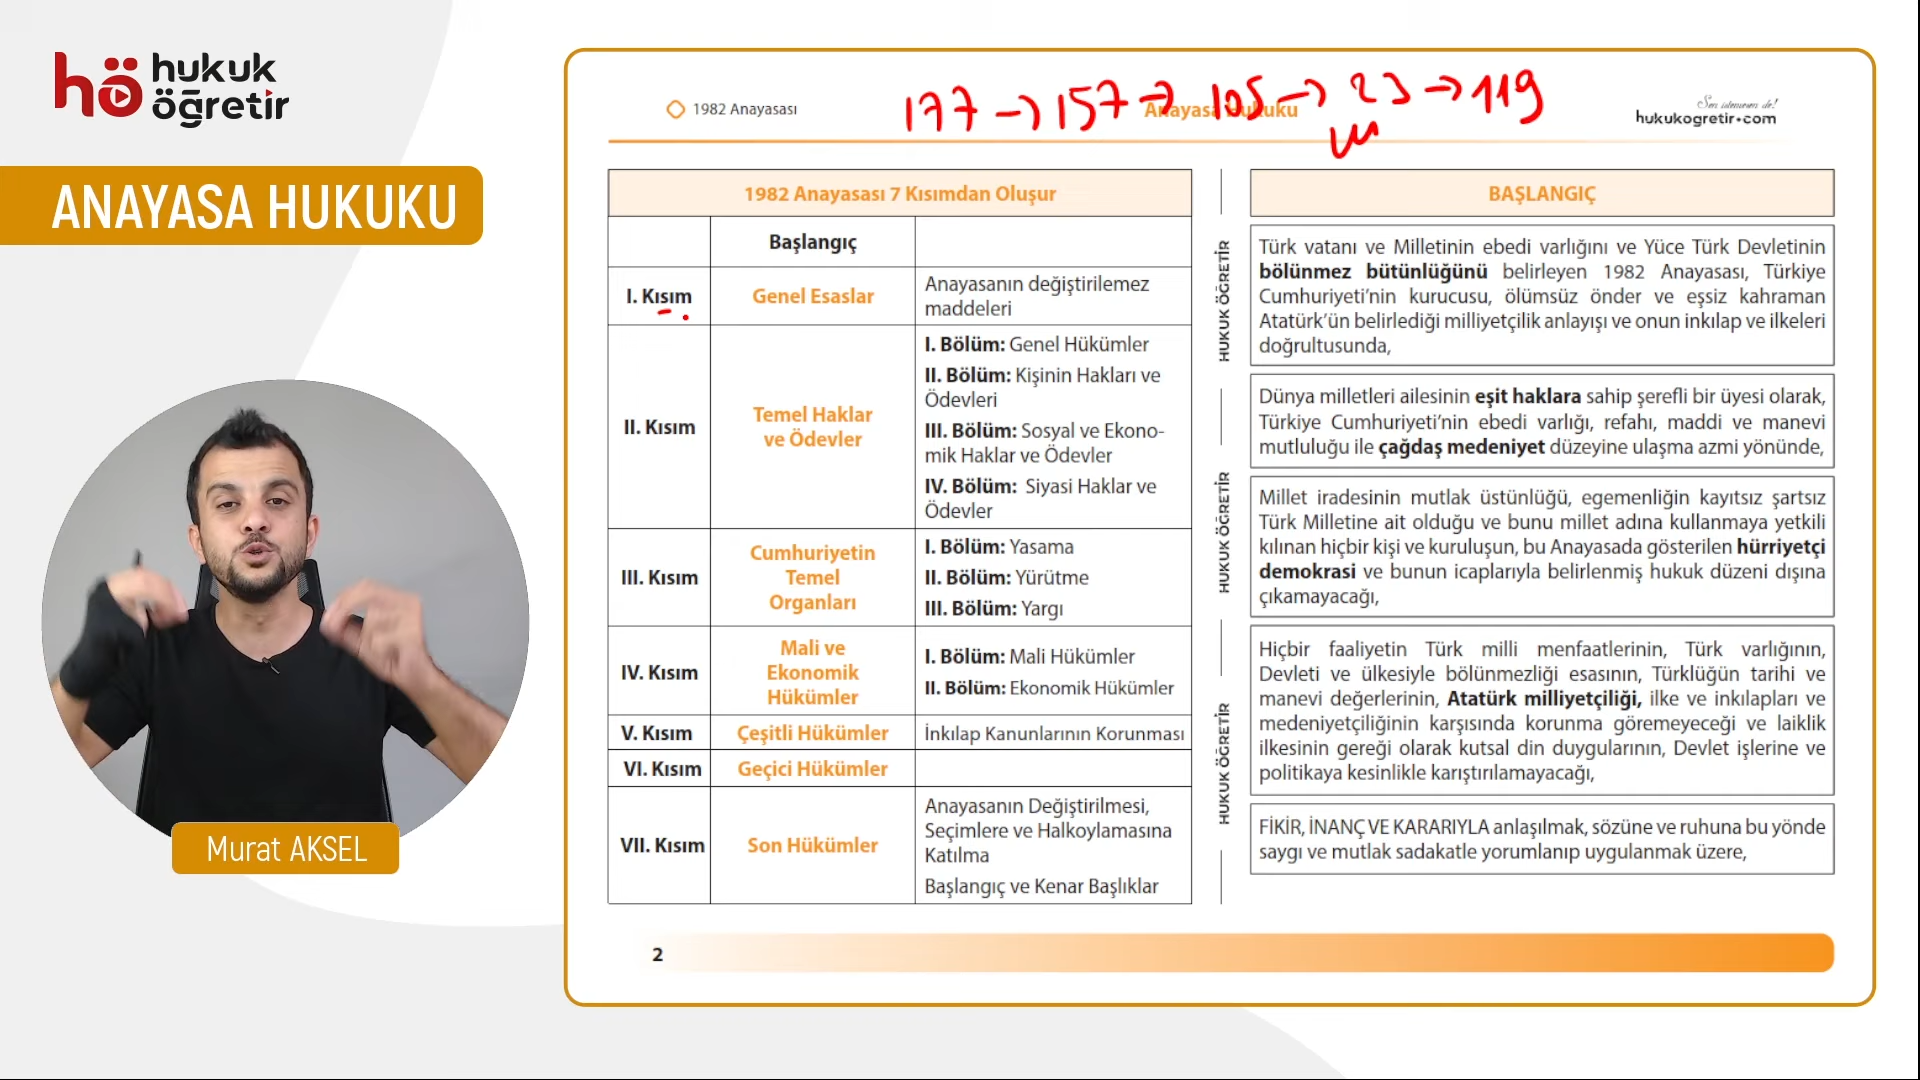 hö hukuk
öğretir
ANAYASA HUKUKU
Murat AKSEL
1982 Anayasası
Anayasa Hukuku
177 → 157 → 105 → 23 → 119
Sen istersen de!
hukukogretir.com
1982 Anayasası 7 Kısımdan Oluşur
Başlangıç
I. Kısım
Genel Esaslar
Anayasanın değiştirilemez
maddeleri
II. Kısım
Temel Haklar
ve Ödevler
I. Bölüm: Genel Hükümler
II. Bölüm: Kişinin Hakları ve
Ödevleri
III. Bölüm: Sosyal ve Ekono-
mik Haklar ve Ödevler
IV. Bölüm: Siyasi Haklar ve
Ödevler
III. Kısım
Cumhuriyetin
Temel
Organları
I. Bölüm: Yasama
II. Bölüm: Yürütme
III. Bölüm: Yargı
IV. Kısım
Mali ve
Ekonomik
Hükümler
I. Bölüm: Mali Hükümler
II. Bölüm: Ekonomik Hükümler
V. Kısım
Çeşitli Hükümler
İnkılap Kanunlarının Korunması
VI. Kısım
Geçici Hükümler
VII. Kısım
Son Hükümler
Anayasanın Değiştirilmesi,
Seçimlere ve Halkoylamasına
Katılma
Başlangıç ve Kenar Başlıklar
HUKUK ÖĞRETİR
HUKUK ÖĞRETİR
HUKUK ÖĞRETİR
BAŞLANGIÇ
Türk vatanı ve Milletinin ebedi varlığını ve Yüce Türk Devletinin
bölünmez bütünlüğünü belirleyen 1982 Anayasası, Türkiye
Cumhuriyeti’nin kurucusu, ölümsüz önder ve eşsiz kahraman
Atatürk’ün belirlediği milliyetçilik anlayışı ve onun inkılap ve ilkeleri
doğrultusunda,
Dünya milletleri ailesinin eşit haklara sahip şerefli bir üyesi olarak,
Türkiye Cumhuriyeti’nin ebedi varlığı, refahı, maddi ve manevi
mutluluğu ile çağdaş medeniyet düzeyine ulaşma azmi yönünde,
Millet iradesinin mutlak üstünlüğü, egemenliğin kayıtsız şartsız
Türk Milletine ait olduğu ve bunu millet adına kullanmaya yetkili
kılınan hiçbir kişi ve kuruluşun, bu Anayasada gösterilen hürriyetçi
demokrasi ve bunun icaplarıyla belirlenmiş hukuk düzeni dışına
çıkamayacağı,
Hiçbir faaliyetin Türk milli menfaatlerinin, Türk varlığının,
Devleti ve ülkesiyle bölünmezliği esasının, Türklüğün tarihi ve
manevi değerlerinin, Atatürk milliyetçiliği, ilke ve inkılapları ve
medeniyetçiliğinin karşısında korunma göremeyeceği ve laiklik
ilkesinin gereği olarak kutsal din duygularının, Devlet işlerine ve
politikaya kesinlikle karıştırılamayacağı,
FİKİR, İNANÇ VE KARARIYLA anlaşılmak, sözüne ve ruhuna bu yönde
saygı ve mutlak sadakatle yorumlanıp uygulanmak üzere,
2